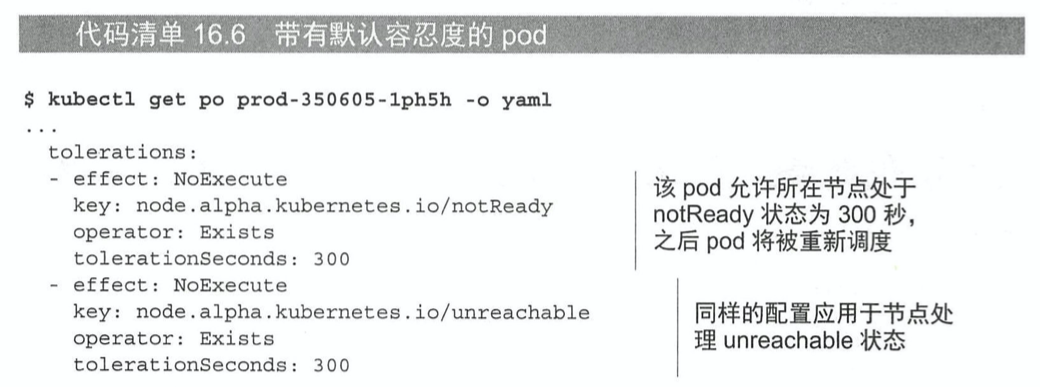 代码清单 16.6 带有默认容忍度的 pod
$ kubectl get po prod-350605-1ph5h -o yaml
...
tolerations:
- effect: NoExecute
key: node.alpha.kubernetes.io/notReady
operator: Exists
tolerationSeconds: 300
- effect: NoExecute
key: node.alpha.kubernetes.io/unreachable
operator: Exists
tolerationSeconds: 300
该 pod 允许所在节点处于
notReady 状态为 300 秒，
之后 pod 将被重新调度
同样的配置应用于节点处
理 unreachable 状态